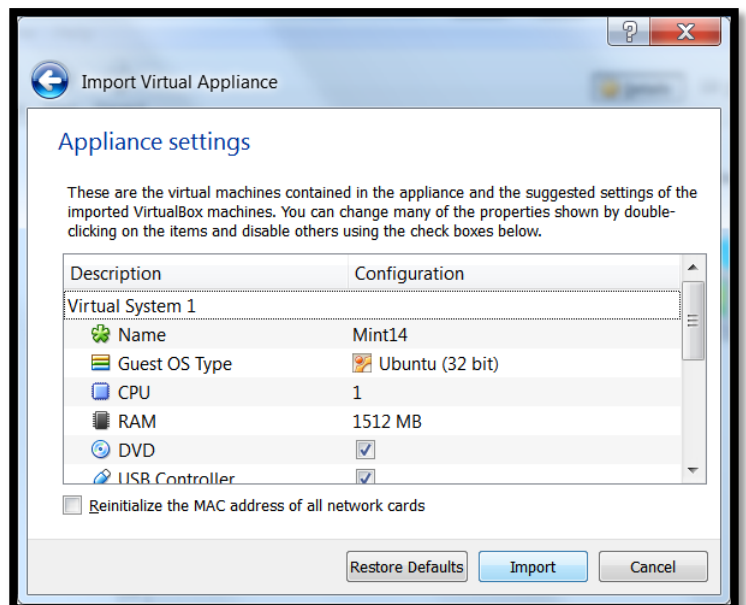 Import Virtual Appliance
Appliance settings
These are the virtual machines contained in the appliance and the suggested settings of the
imported VirtualBox machines. You can change many of the properties shown by double-
clicking on the items and disable others using the check boxes below.
Description Configuration
Virtual System 1
Name Mint14
Guest OS Type Ubuntu (32 bit)
CPU 1
RAM 1512 MB
DVD
USB Controller
Reinitialize the MAC address of all network cards
Restore Defaults Import Cancel